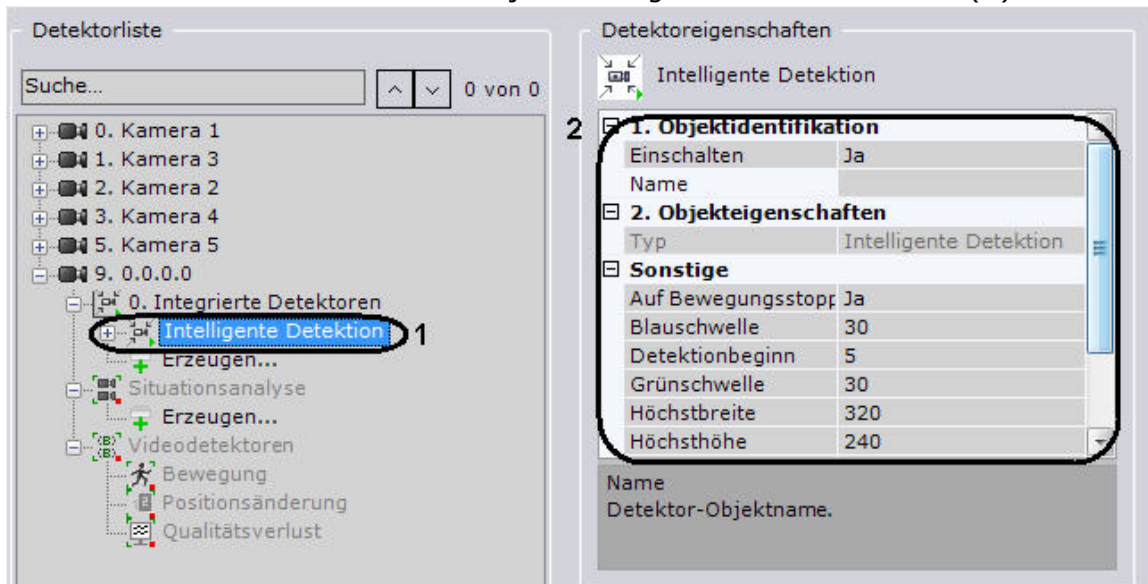 Detektorliste
Suche... 0 von 0
0. Kamera 1
1. Kamera 3
2. Kamera 2
3. Kamera 4
5. Kamera 5
9. 0.0.0.0
0. Integrierte Detektoren
Intelligente Detektion 1
Erzeugen...
Situationsanalyse
Erzeugen...
Videodetektoren
Bewegung
Positionsänderung
Qualitätsverlust
Detektoreigenschaften
Intelligente Detektion
2 1. Objektidentifikation
Einschalten Ja
Name
2. Objekteigenschaften
Typ Intelligente Detektion
Sonstige
Auf Bewegungsstopp Ja
Blauschwelle 30
Detektionbeginn 5
Grünschwelle 30
Höchstbreite 320
Höchsthöhe 240
Name
Detektor-Objektname.